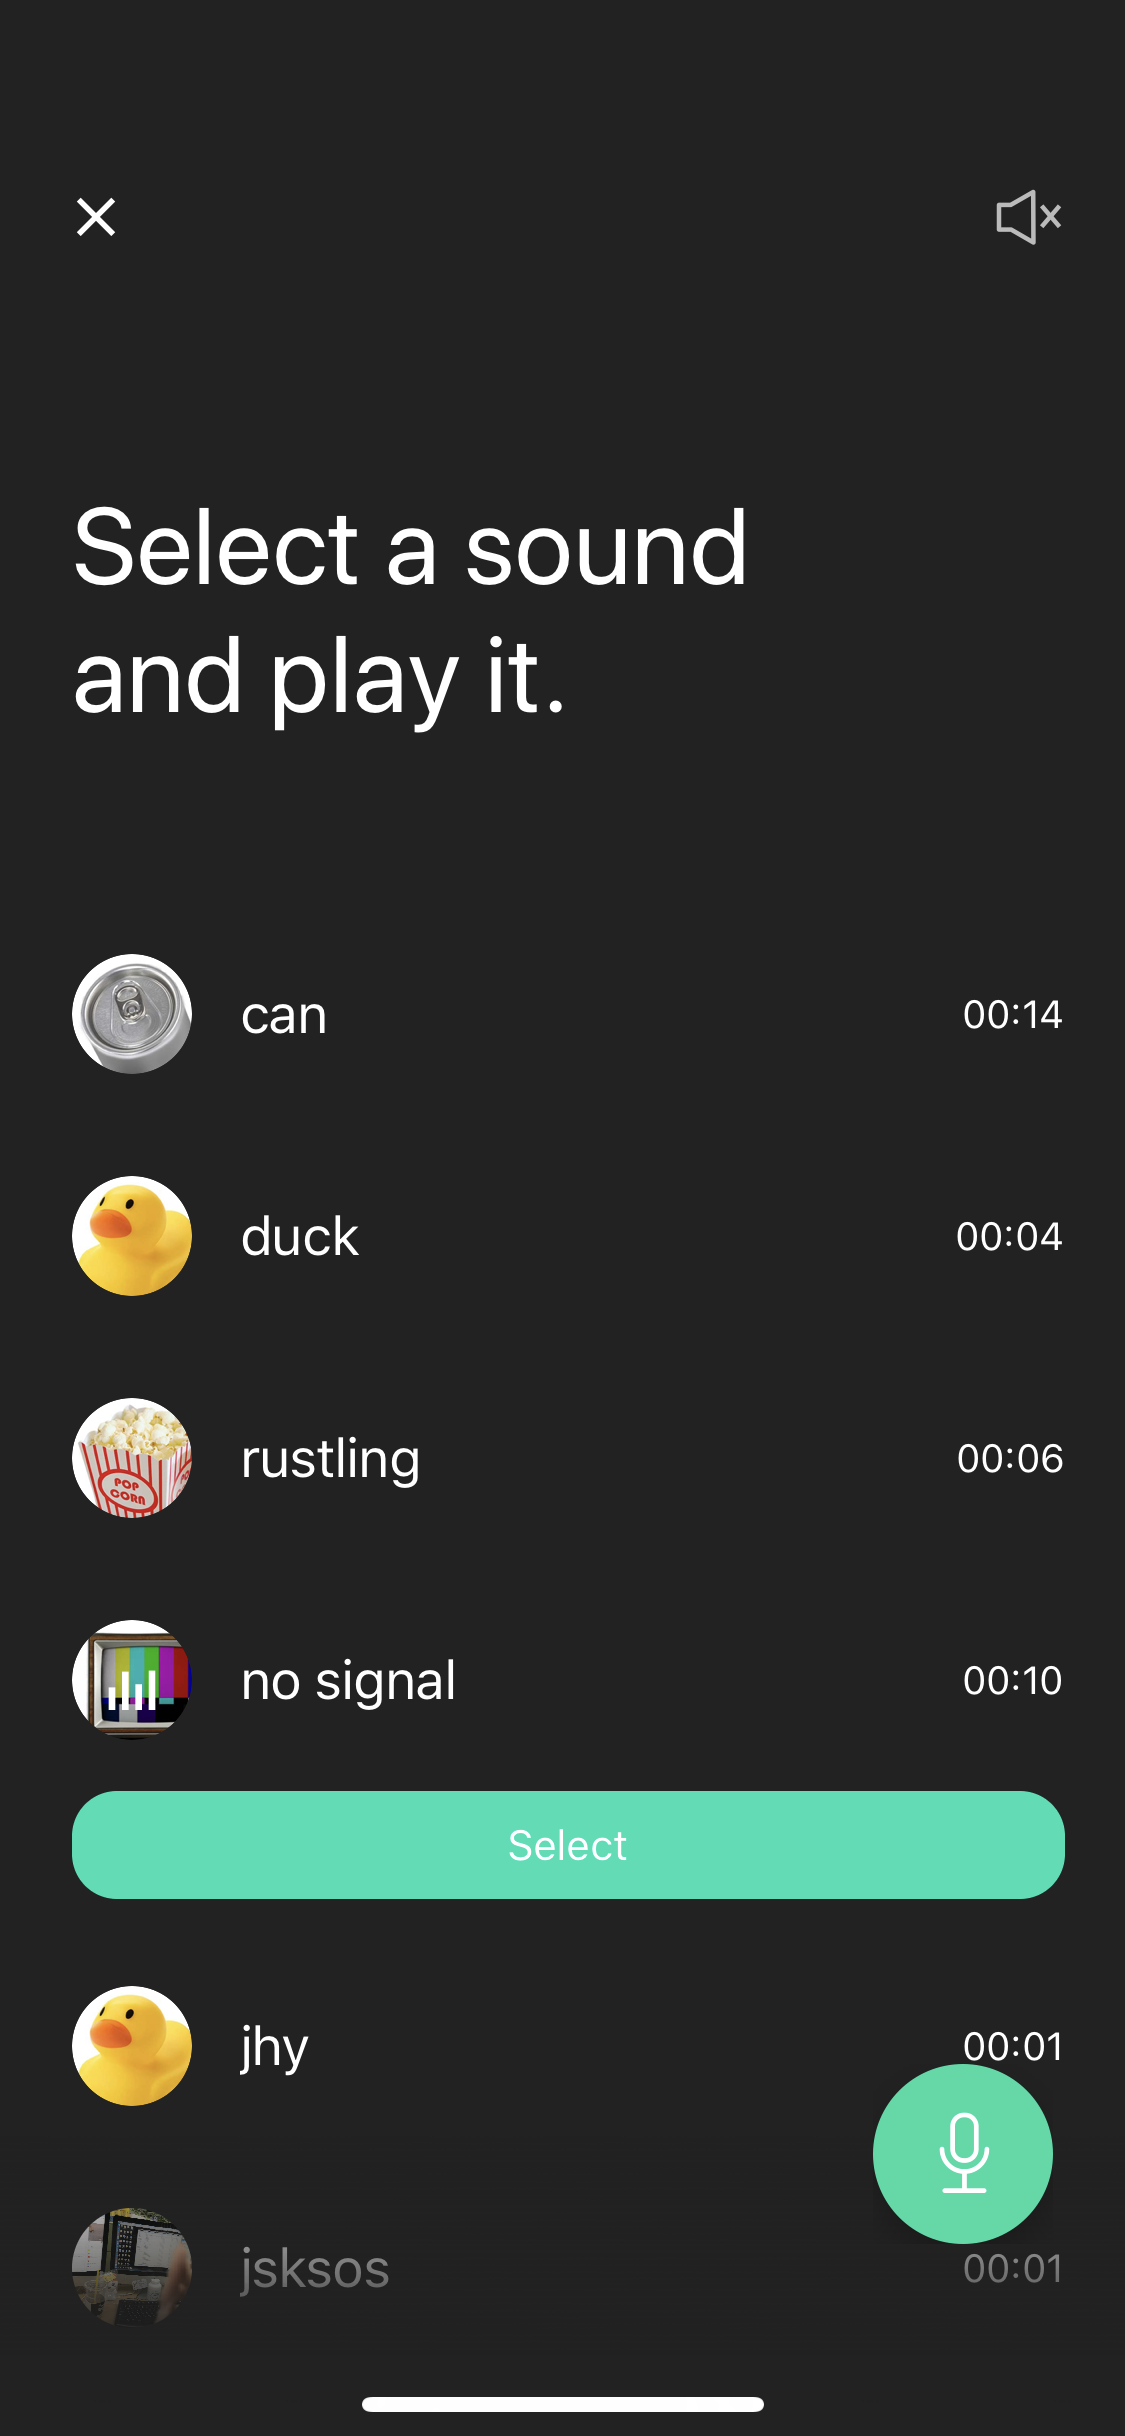 Select a sound
and play it.
can 00:14
duck 00:04
POP
CORN
rustling 00:06
no signal 00:10
Select
jhy 00:01
jsksos 00:01